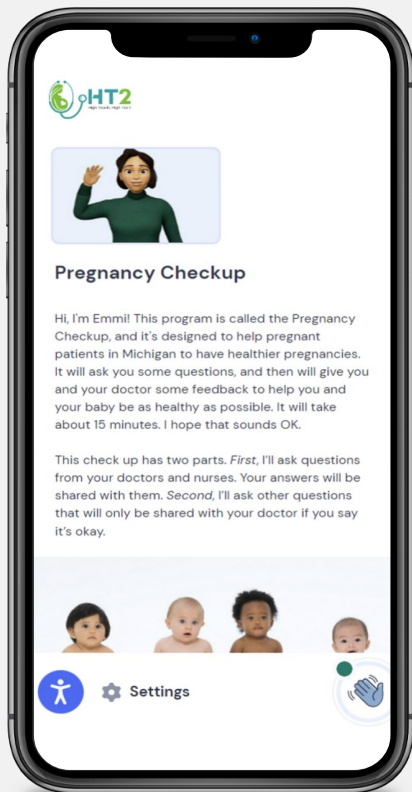 HT2
High Touch, High Tech
Pregnancy Checkup
Hi, I'm Emmi! This program is called the Pregnancy
Checkup, and it's designed to help pregnant
patients in Michigan to have healthier pregnancies.
It will ask you some questions, and then will give you
and your doctor some feedback to help you and
your baby be as healthy as possible. It will take
about 15 minutes. I hope that sounds OK.
This check up has two parts. First, I'll ask questions
from your doctors and nurses. Your answers will be
shared with them. Second, I'll ask other questions
that will only be shared with your doctor if you say
it's okay.
Settings